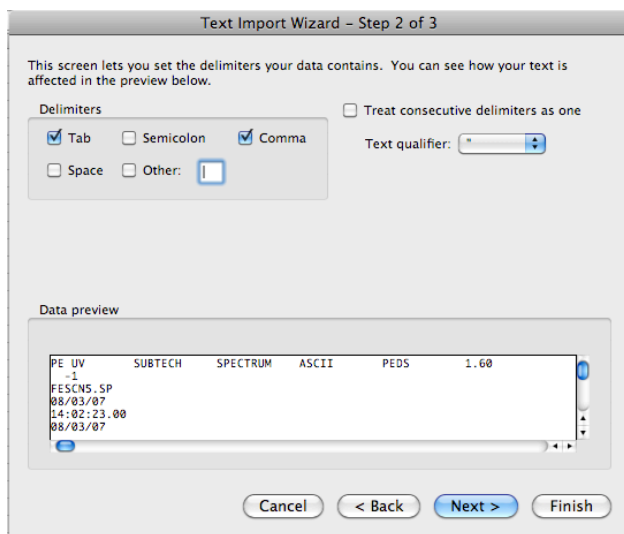 Text Import Wizard – Step 2 of 3
This screen lets you set the delimiters your data contains.  You can see how your text is
affected in the preview below.
Delimiters
Treat consecutive delimiters as one
Tab Semicolon Comma
Text qualifier: "
Space Other:
Data preview
PE UV SUBTECH SPECTRUM ASCII PEDS 1.60
-1
FESCN5.SP
08/03/07
14:02:23.00
08/03/07
Cancel < Back Next > Finish